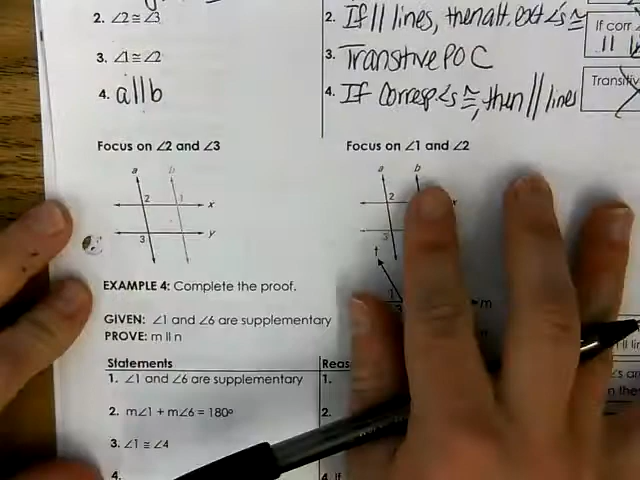 2. ∠2 ≅ ∠3
2. If || lines, then alt. ext ∠'s ≅
If corr
|| l
3. ∠1 ≅ ∠2
3. Transitive POC
4. a||b
4. If Corresp. ∠s ≅, then || lines
Transitiv
Focus on ∠2 and ∠3
Focus on ∠1 and ∠2
a b
a b
2 1 x
2
3 y
3
t
1
m
EXAMPLE 4: Complete the proof.
GIVEN: ∠1 and ∠6 are supplementary
PROVE: m || n
Statements
Reas
1. ∠1 and ∠6 are supplementary
1.
2. m∠1 + m∠6 = 180°
2.
3. ∠1 ≅ ∠4
4.
4. If